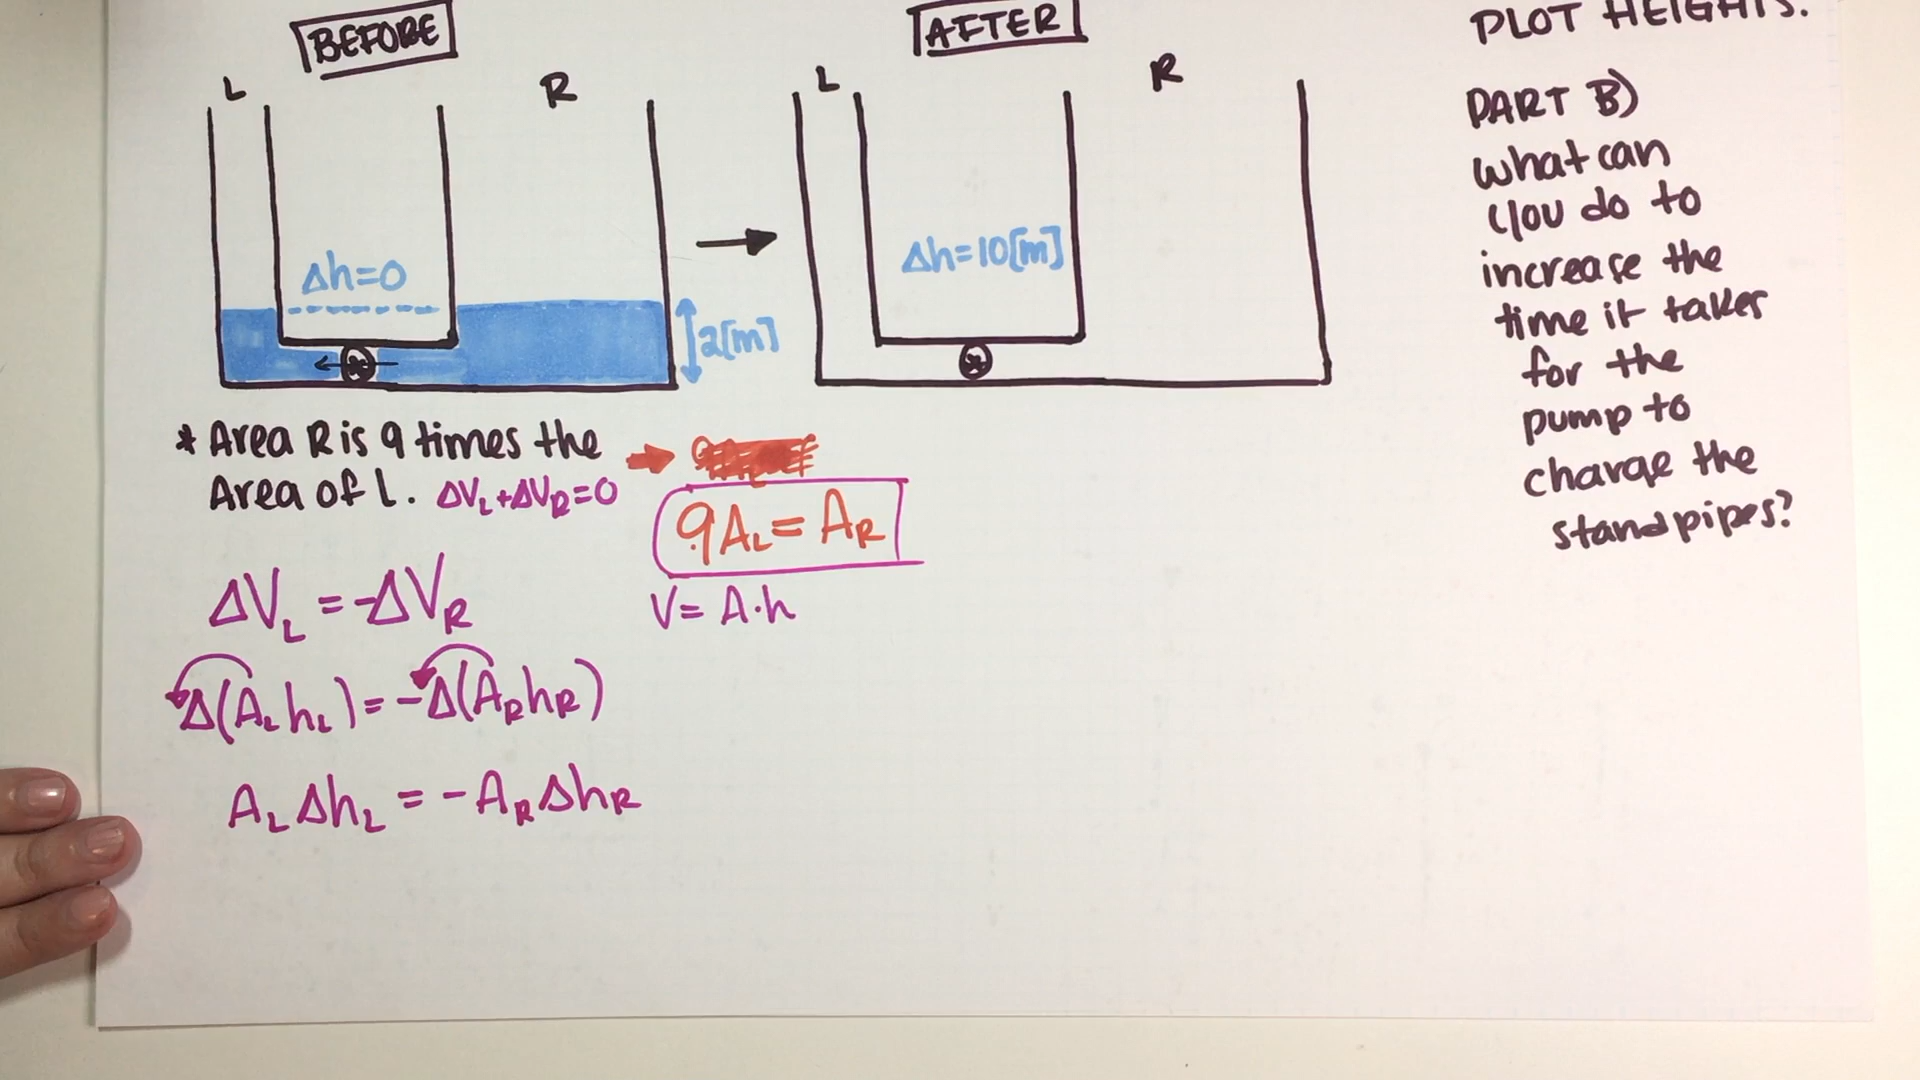 BEFORE
L
R
Δh=0
2[m]
AFTER
L
R
Δh=10[m]
* Area R is 9 times the
Area of L. ΔV_L+ΔV_R=0
9A_L=A_R
V=A·h
ΔV_L=-ΔV_R
Δ(A_L h_L)=-Δ(A_R h_R)
A_L Δh_L = -A_R Δh_R
PLOT HEIGHTS.
PART B)
What can
you do to
increase the
time it takes
for the
pump to
charge the
standpipes?